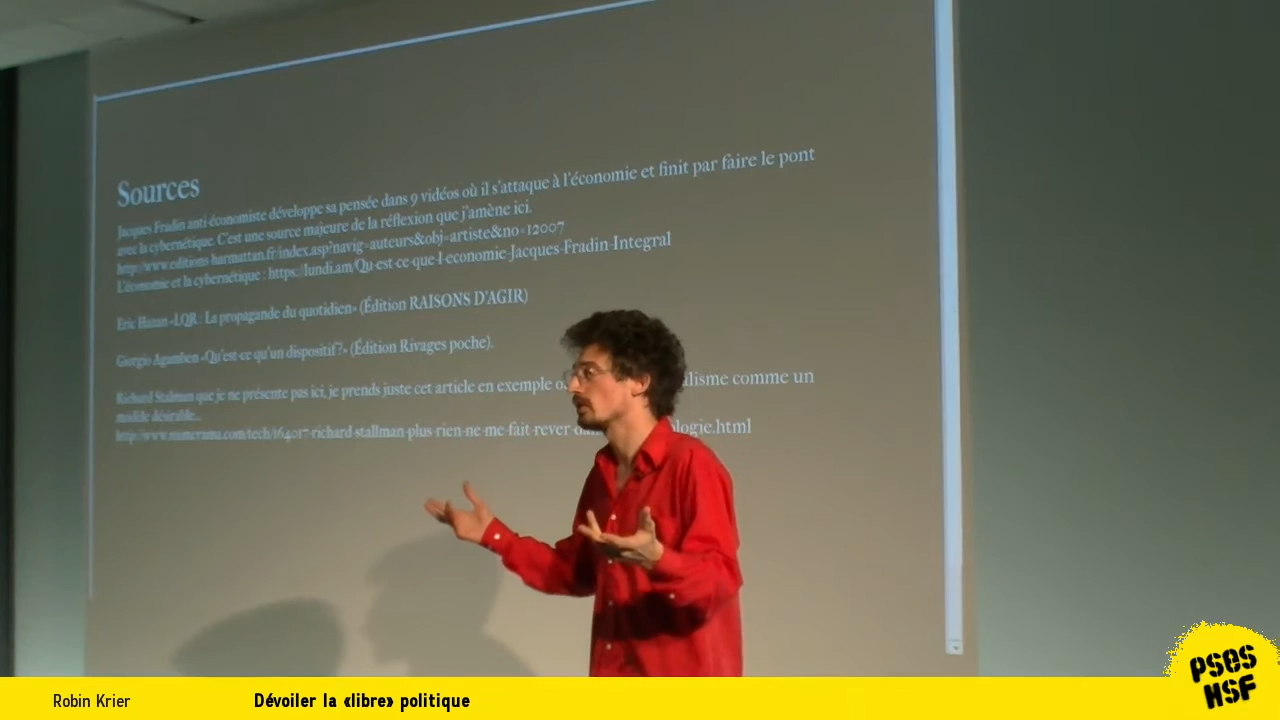 Sources
Jacques Fradin anti économiste développe sa pensée dans 9 vidéos où il s'attaque à l'économie et finit par faire le pont
avec la cybernétique. C'est une source majeure de la réflexion que j'amène ici.
http://www.editions-harmattan.fr/index.asp?navig=auteurs&obj=artiste&no=12007
L'économie et la cybernétique : https://lundi.am/Qu-est-ce-que-l-economie-Jacques-Fradin-Integral
Eric Hazan «LQR : La propagande du quotidien» (Édition RAISONS D'AGIR)
Giorgio Agamben «Qu'est-ce qu'un dispositif?» (Édition Rivages poche).
Richard Stalman que je ne présente pas ici, je prends juste cet article en exemple alisme comme un
modèle désirable...
http://www.numerama.com/tech/164017-richard-stallman-plus-rien-ne-me-fait-rever- ologie.html
Robin Krier
Dévoiler la «libre» politique
PSES
HSF